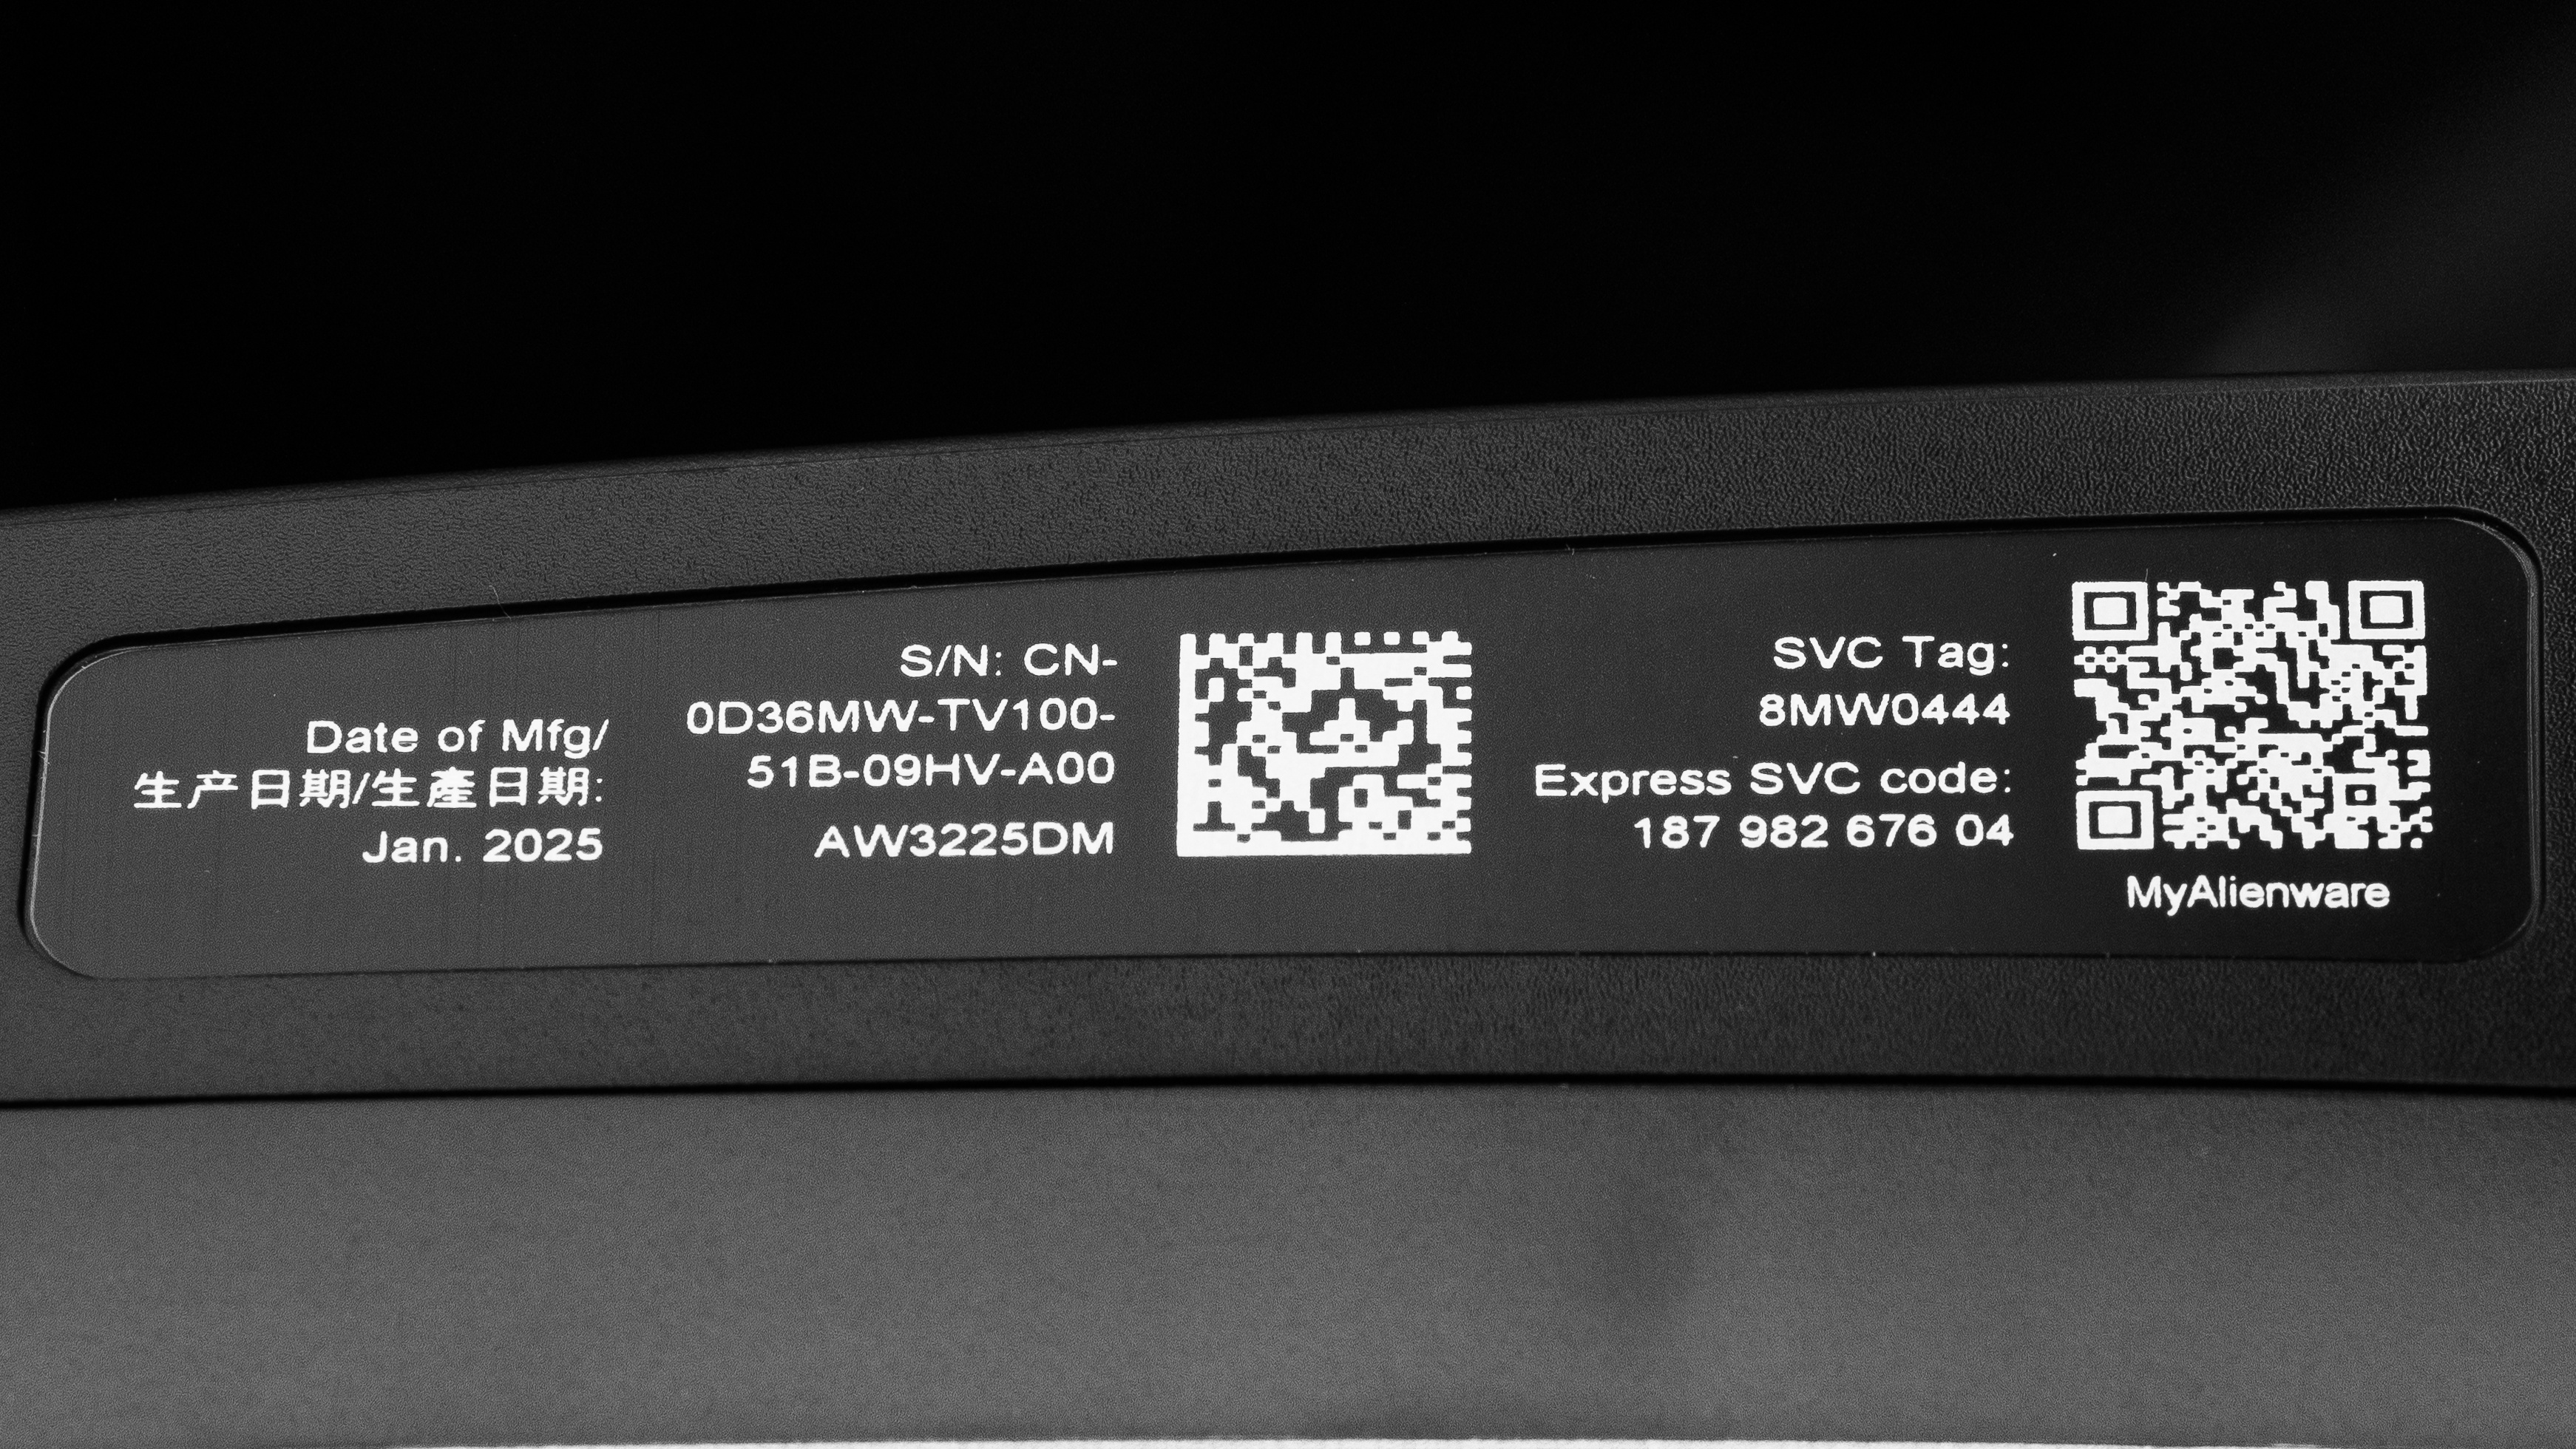 Date of Mfg/
生产日期/生產日期:
Jan. 2025
S/N: CN-
0D36MW-TV100-
51B-09HV-A00
AW3225DM
SVC Tag:
8MW0444
Express SVC code:
187 982 676 04
MyAlienware